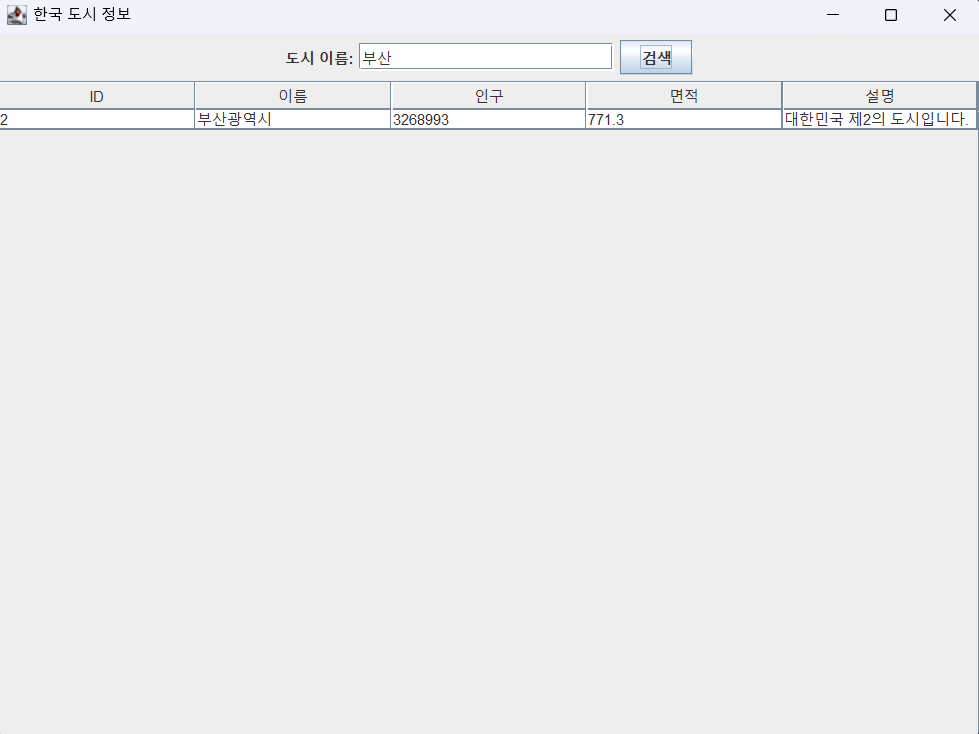 한국 도시 정보
도시 이름: 부산 검색
ID 이름 인구 면적 설명
2 부산광역시 3268993 771.3 대한민국 제2의 도시입니다.